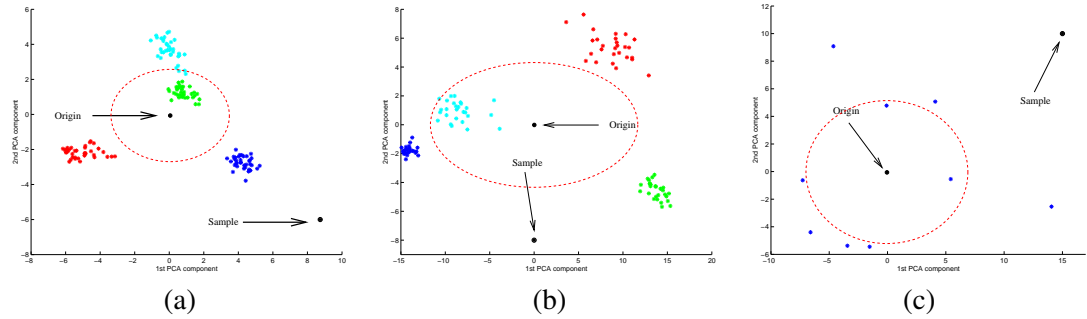 8
6
4
2
0
−2
−4
−6
−8
−8 −6 −4 −2 0 2 4 6 8 10
1st PCA component
2nd PCA component
Origin
Sample
(a)
8
6
4
2
0
−2
−4
−6
−8
−15 −10 −5 0 5 10 15 20
1st PCA component
2nd PCA component
Origin
Sample
(b)
12
10
8
6
4
2
0
−2
−4
−6
−10 −5 0 5 10 15
1st PCA component
2nd PCA component
Origin
Sample
(c)